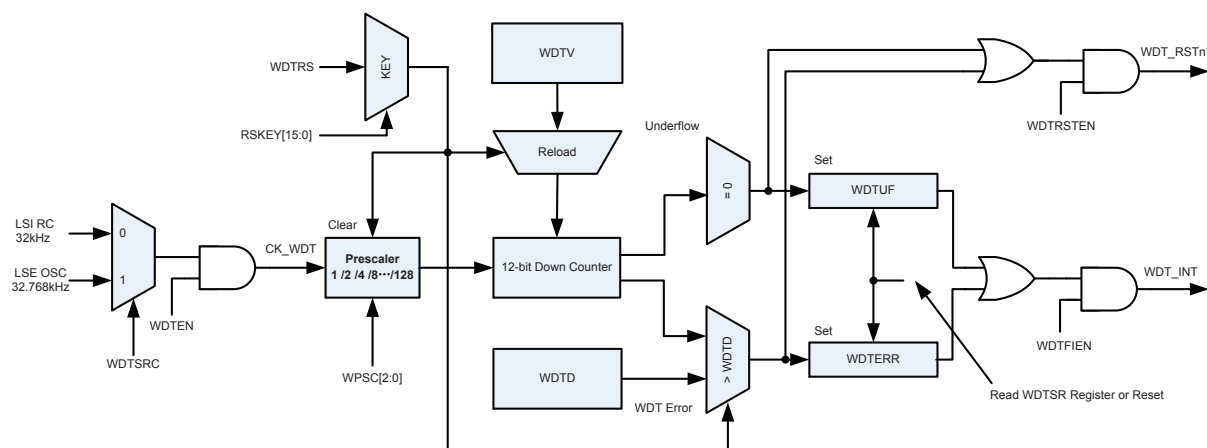 WDTRS
KEY
RSKEY[15:0]
WDTV
Reload
Underflow
= 0
WDT_RSTn
WDTRSTEN
Set
WDTUF
LSI RC
32kHz
0
LSE OSC
32.768kHz
1
WDTSRC
WDTEN
CK_WDT
Clear
Prescaler
1 /2 /4 /8···/128
WPSC[2:0]
12-bit Down Counter
WDTD
> WDTD
WDT Error
Set
WDTERR
WDT_INT
WDTFIEN
Read WDTSR Register or Reset